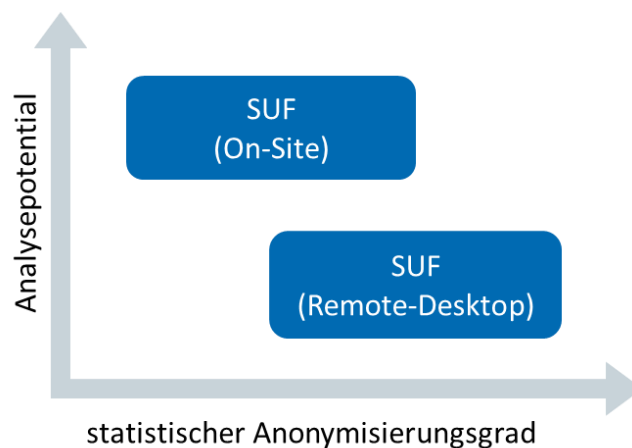 Analysepotential
SUF
(On-Site)
SUF
(Remote-Desktop)
statistischer Anonymisierungsgrad